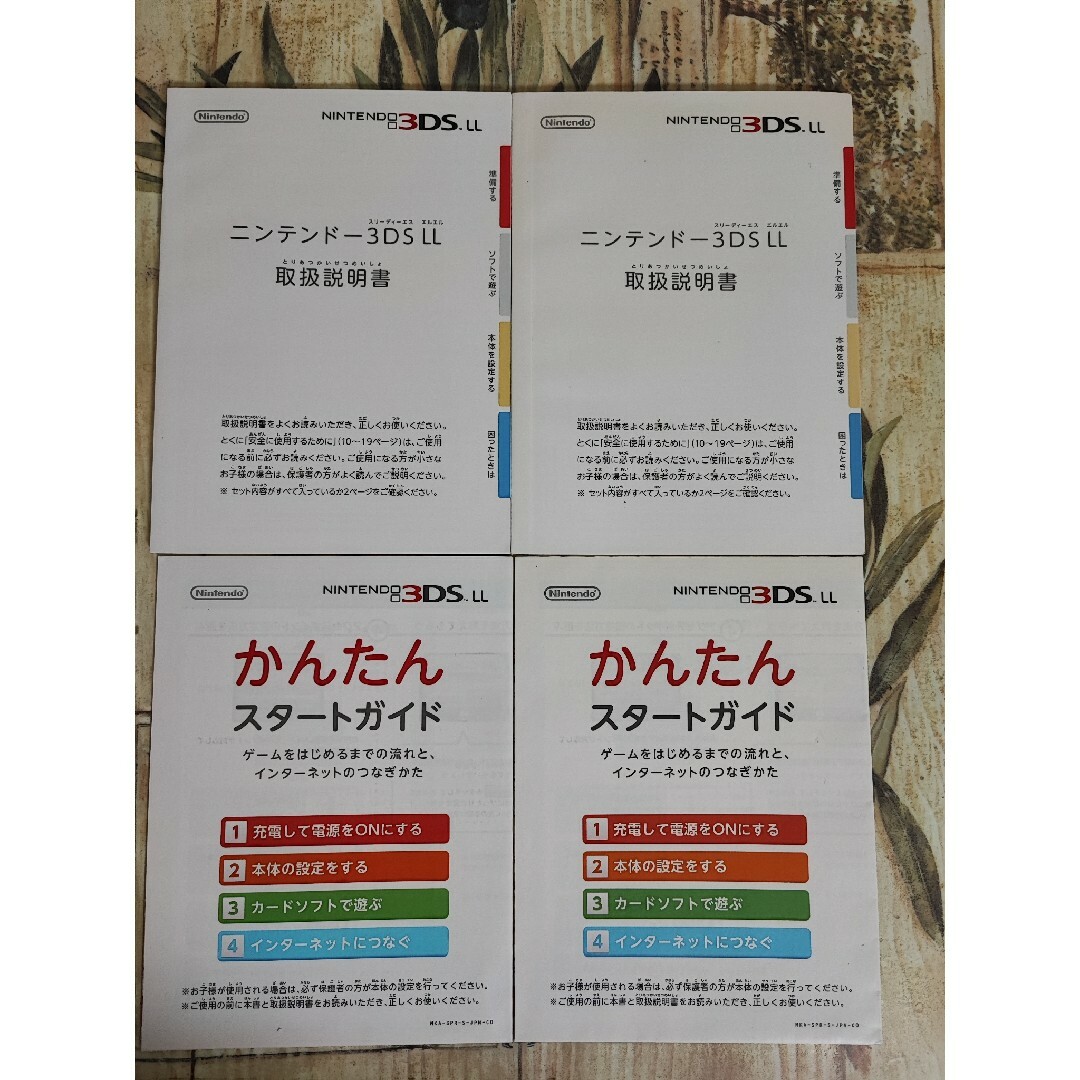 Nintendo
NINTENDO 3DS LL
スリーディーエス エルエル
ニンテンドー3DS LL
とりあつかいせつめいしょ
取扱説明書
準備する
ソフトで遊ぶ
本体を設定する
困ったときは
取扱説明書をよくお読みいただき、正しくお使いください。
とくに「安全に使用するために」(10～19ページ)は、ご使用
になる前に必ずお読みください。ご使用になる方が小さな
お子様の場合は、保護者の方がよく読んでご説明ください。
※ セット内容がすべて入っているか2ページをご確認ください。
Nintendo
NINTENDO 3DS LL
スリーディーエス エルエル
ニンテンドー3DS LL
とりあつかいせつめいしょ
取扱説明書
準備する
ソフトで遊ぶ
本体を設定する
困ったときは
取扱説明書をよくお読みいただき、正しくお使いください。
とくに「安全に使用するために」(10～19ページ)は、ご使用
になる前に必ずお読みください。ご使用になる方が小さな
お子様の場合は、保護者の方がよく読んでご説明ください。
※ セット内容がすべて入っているか2ページをご確認ください。
Nintendo
NINTENDO 3DS LL
かんたん
スタートガイド
ゲームをはじめるまでの流れと、
インターネットのつなぎかた
1 充電して電源をONにする
2 本体の設定をする
3 カードソフトで遊ぶ
4 インターネットにつなぐ
※お子様が使用される場合は、必ず保護者の方が本体の設定を行ってください。
※ご使用の前に本書と取扱説明書をお読みいただき、正しくお使いください。
Nintendo
NINTENDO 3DS LL
かんたん
スタートガイド
ゲームをはじめるまでの流れと、
インターネットのつなぎかた
1 充電して電源をONにする
2 本体の設定をする
3 カードソフトで遊ぶ
4 インターネットにつなぐ
※お子様が使用される場合は、必ず保護者の方が本体の設定を行ってください。
※ご使用の前に本書と取扱説明書をお読みいただき、正しくお使いください。